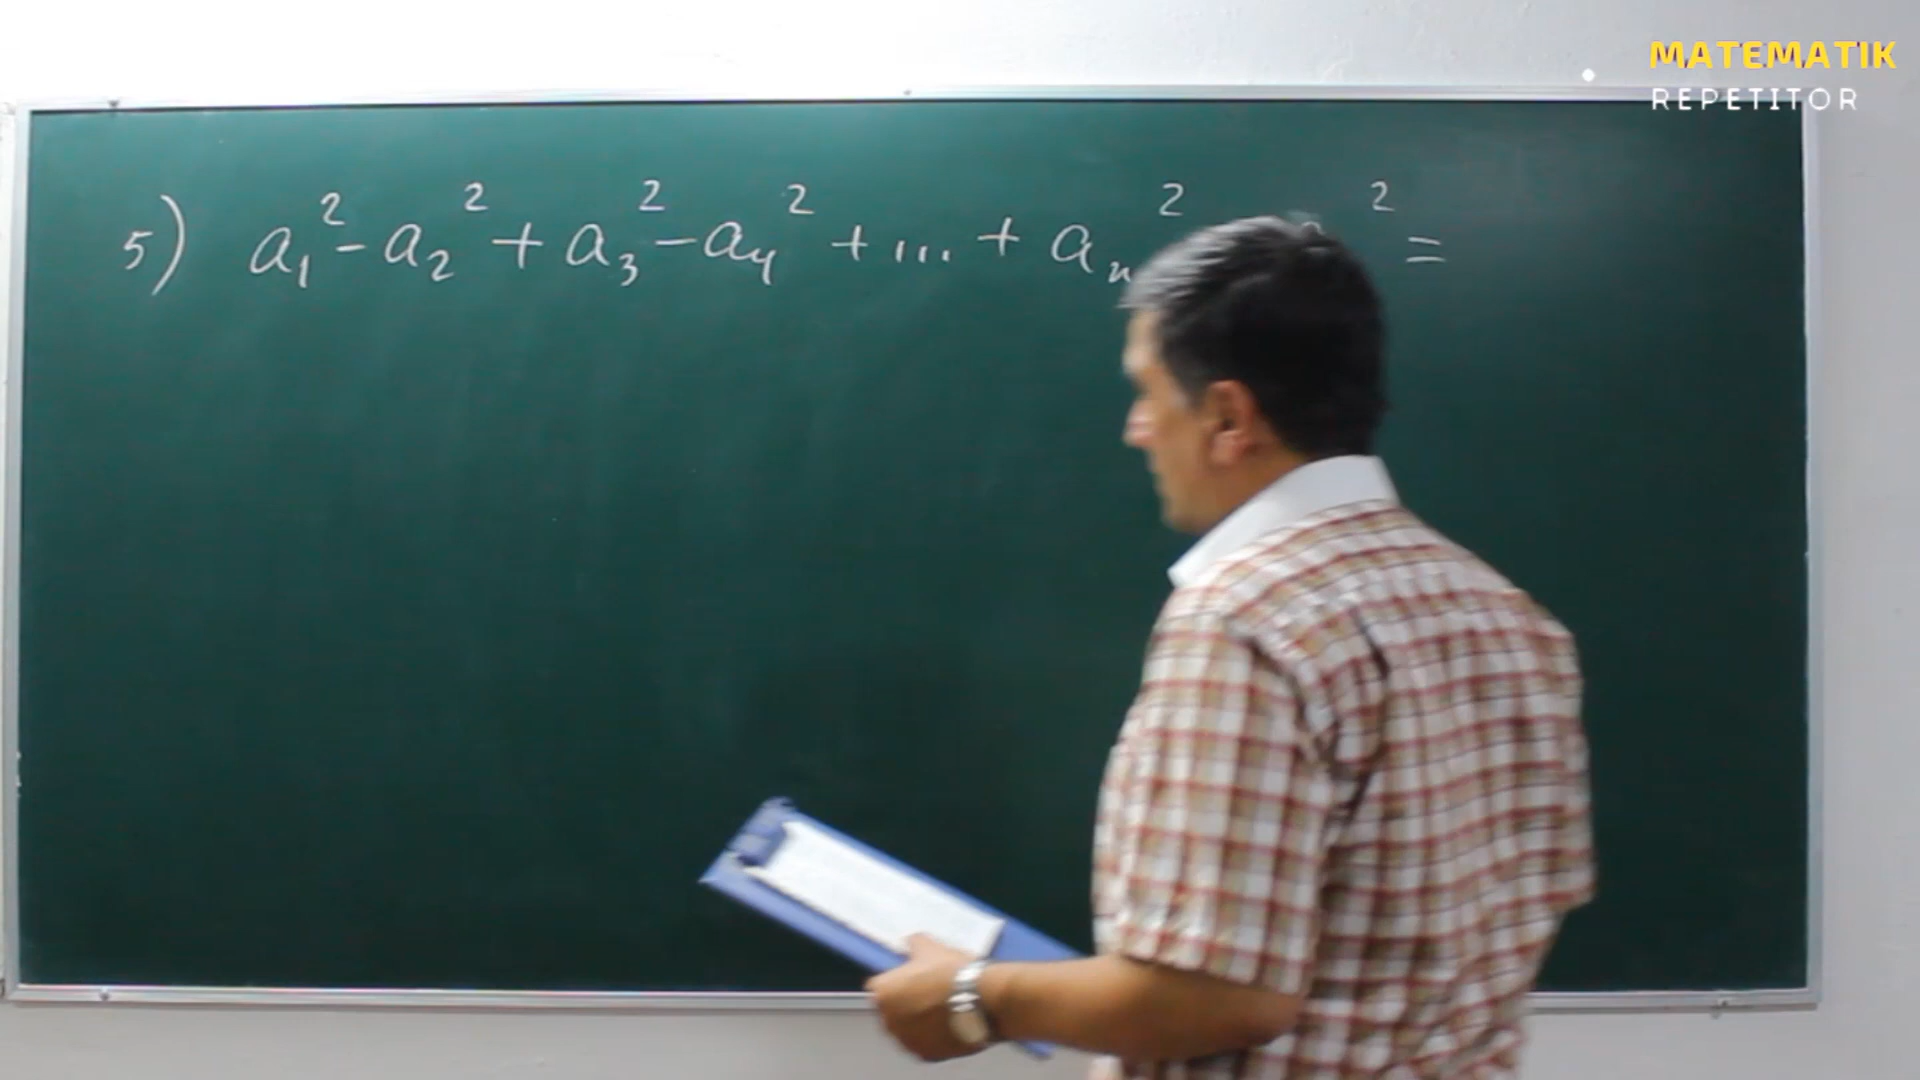 MATEMATIK
REPETITOR
5) a₁² - a₂² + a₃² - a₄² + ... + aₙ² ² =